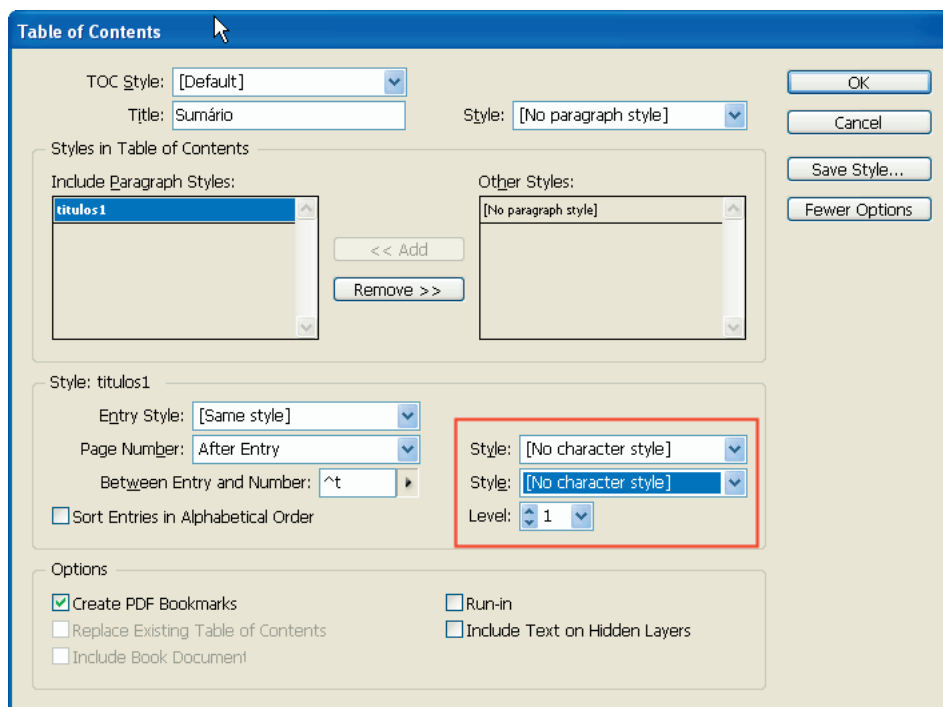 Table of Contents
TOC Style: [Default]
Title: Sumário Style: [No paragraph style]
OK
Cancel
Save Style...
Fewer Options
Styles in Table of Contents
Include Paragraph Styles: Other Styles:
titulos1 [No paragraph style]
<< Add
Remove >>
Style: titulos1
Entry Style: [Same style]
Page Number: After Entry Style: [No character style]
Between Entry and Number: ^t Style: [No character style]
Sort Entries in Alphabetical Order Level: 1
Options
Create PDF Bookmarks Run-in
Replace Existing Table of Contents Include Text on Hidden Layers
Include Book Document